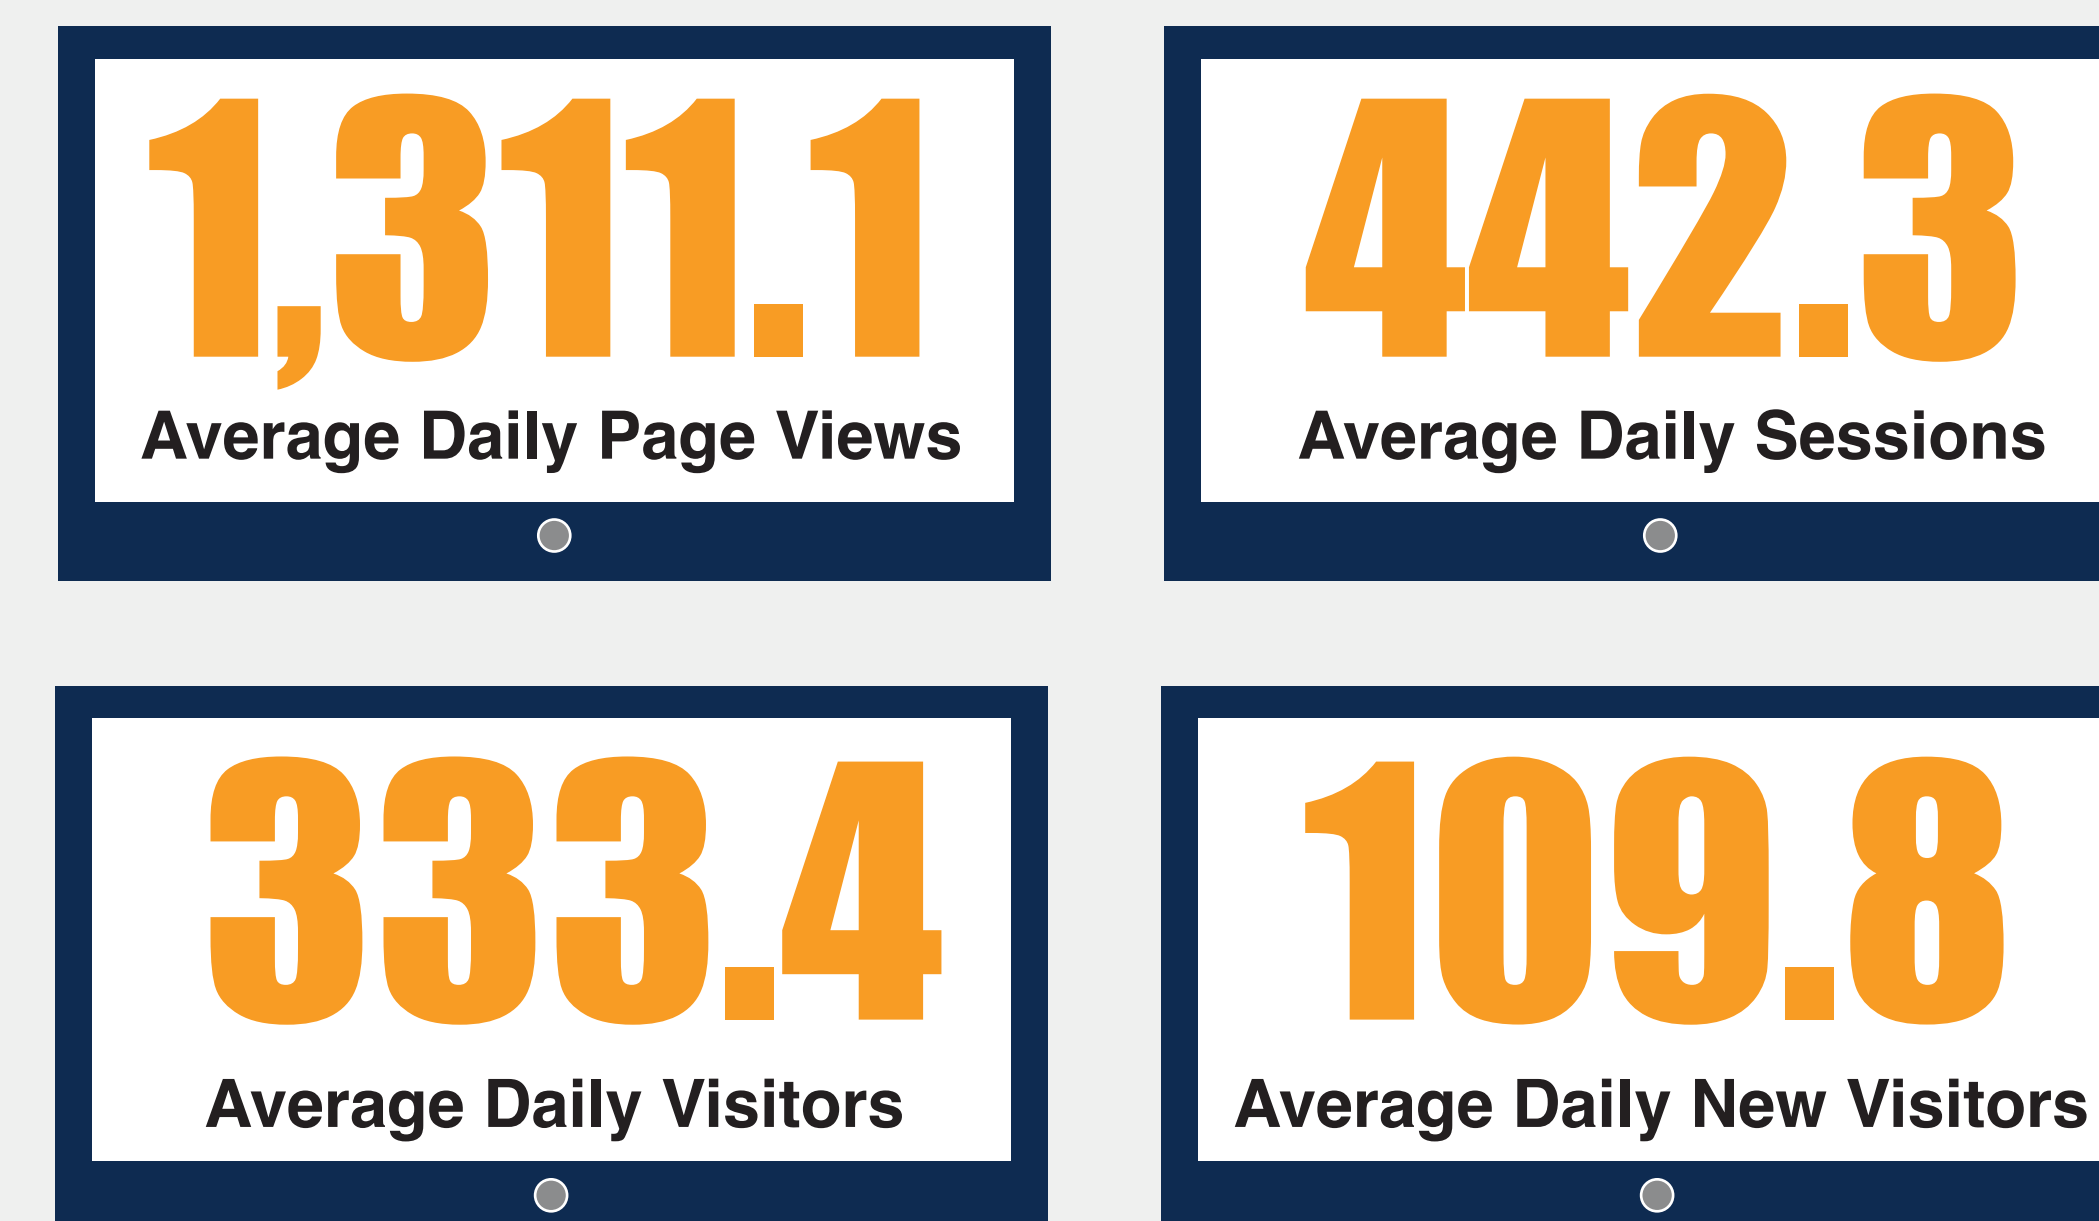 1,311.1
Average Daily Page Views
442.3
Average Daily Sessions
333.4
Average Daily Visitors
109.8
Average Daily New Visitors